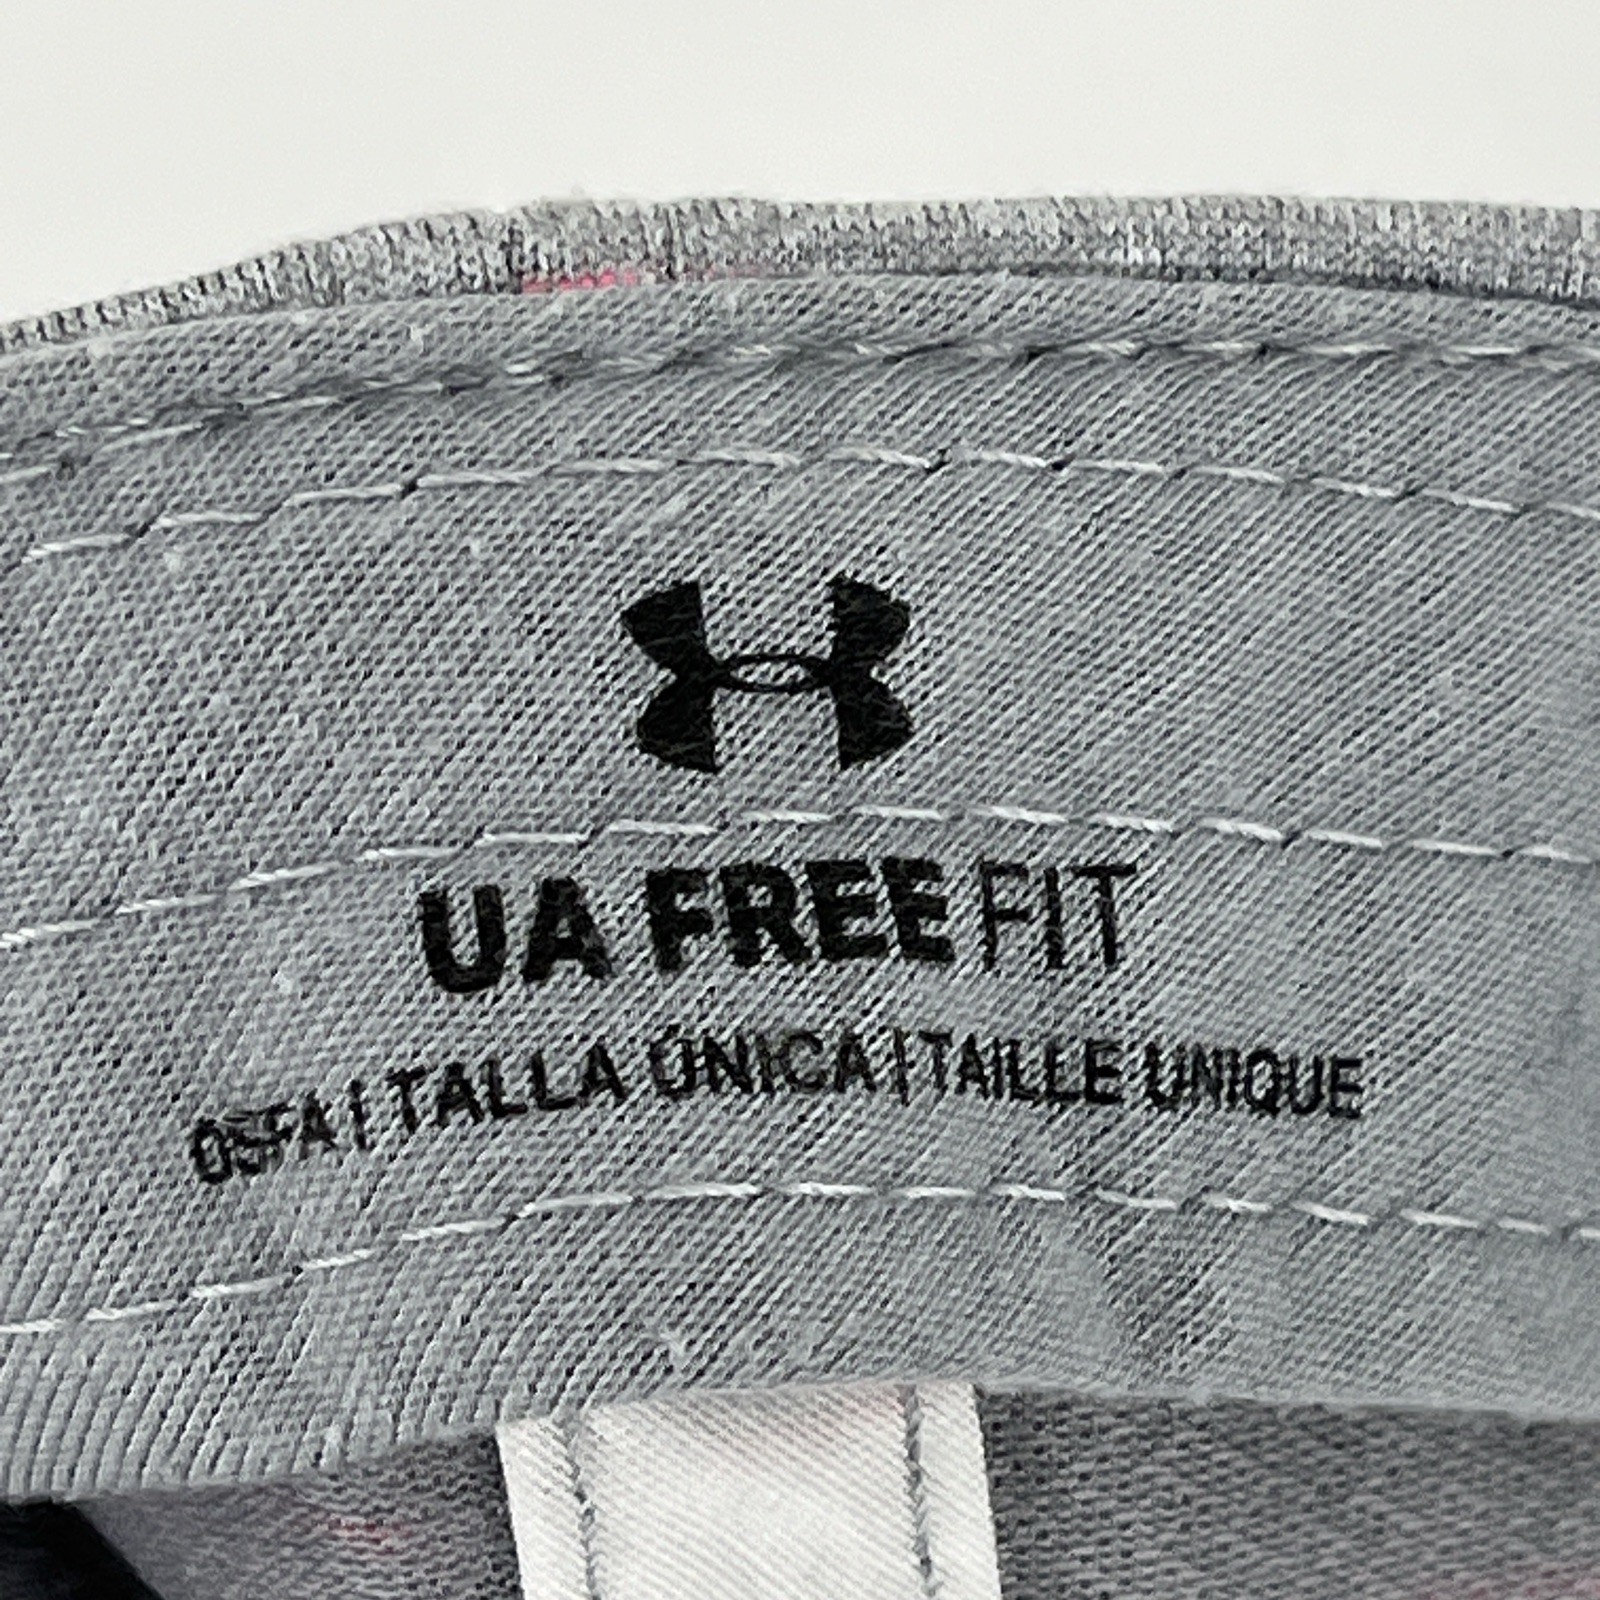 UA FREEFIT
OSFA | TALLA ÚNICA | TAILLE UNIQUE